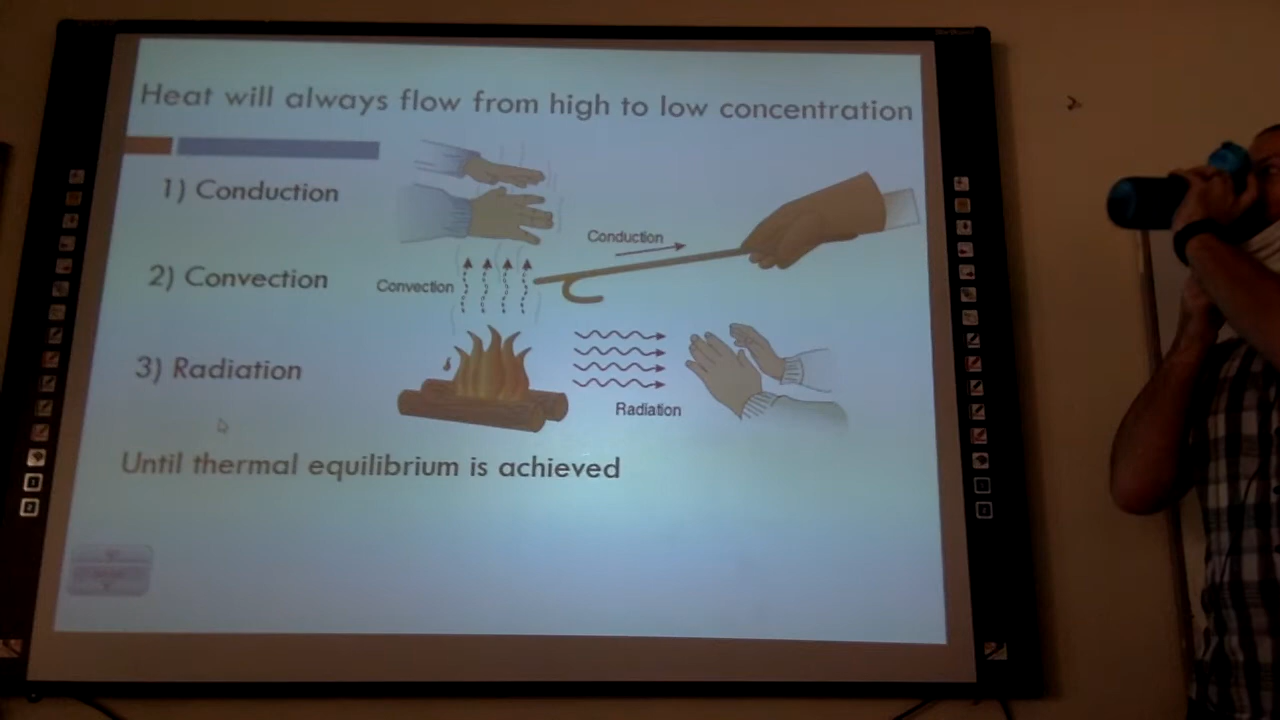 Heat will always flow from high to low concentration
1) Conduction
Conduction
2) Convection
Convection
3) Radiation
Radiation
Until thermal equilibrium is achieved